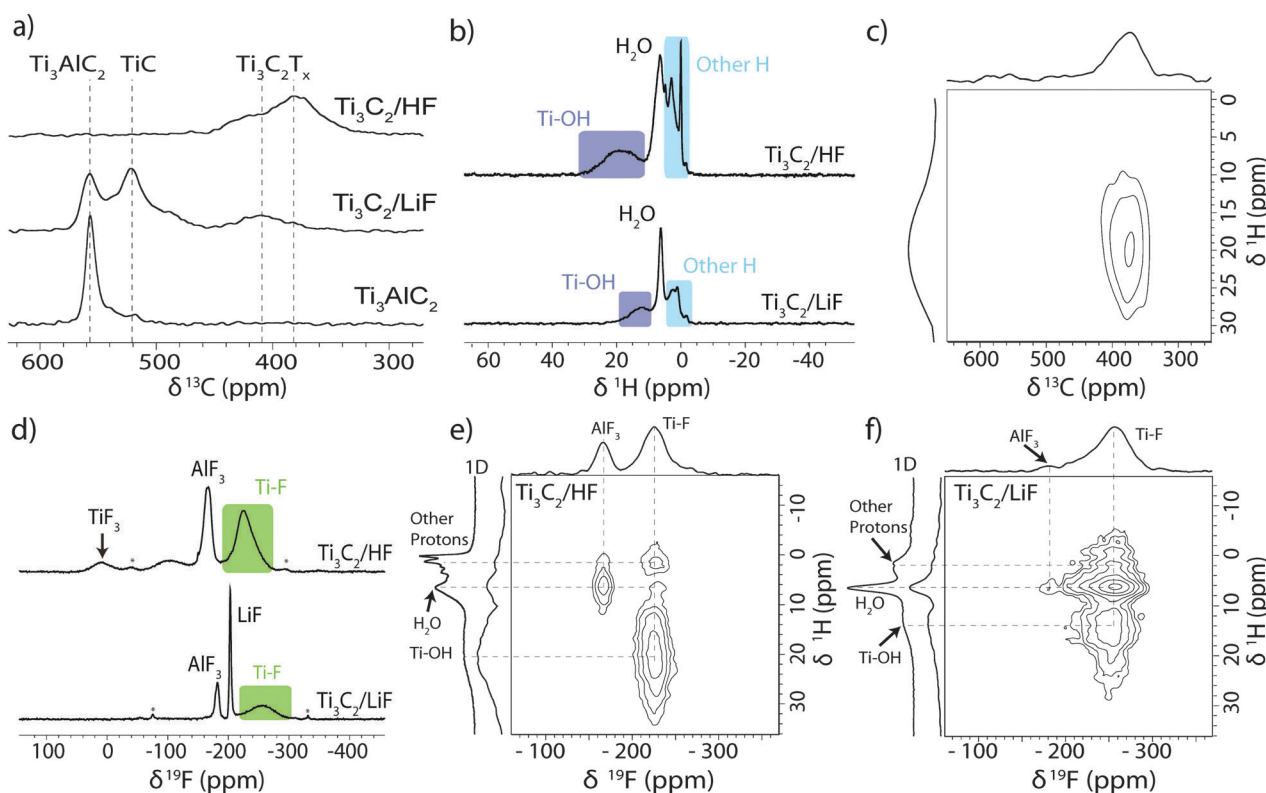 a)
Ti₃AlC₂ TiC Ti₃C₂Tₓ
Ti₃C₂/HF
Ti₃C₂/LiF
Ti₃AlC₂
600 500 400 300
δ ¹³C (ppm)
b)
H₂O
Other H
Ti-OH
Ti₃C₂/HF
H₂O
Ti-OH
Other H
Ti₃C₂/LiF
60 40 20 0 -20 -40
δ ¹H (ppm)
c)
0
5
10
15
20
25
30
δ ¹H (ppm)
600 500 400 300
δ ¹³C (ppm)
d)
AlF₃
Ti-F
TiF₃
* *
Ti₃C₂/HF
LiF
AlF₃
Ti-F
* *
Ti₃C₂/LiF
100 0 -100 -200 -300 -400
δ ¹⁹F (ppm)
e)
AlF₃
Ti-F
1D
Ti₃C₂/HF
Other
Protons
H₂O
Ti-OH
-10
0
10
20
30
δ ¹H (ppm)
- 100 -200 -300
δ ¹⁹F (ppm)
f)
AlF₃
Ti-F
1D
Ti₃C₂/LiF
Other
Protons
H₂O
Ti-OH
-10
0
10
20
30
δ ¹H (ppm)
- 100 -200 -300
δ ¹⁹F (ppm)